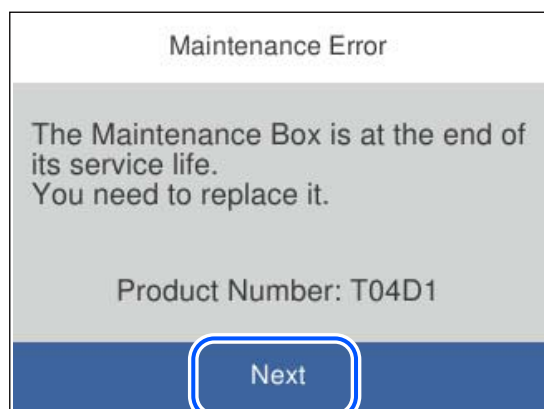 Maintenance Error
The Maintenance Box is at the end of
its service life.
You need to replace it.
Product Number: T04D1
Next